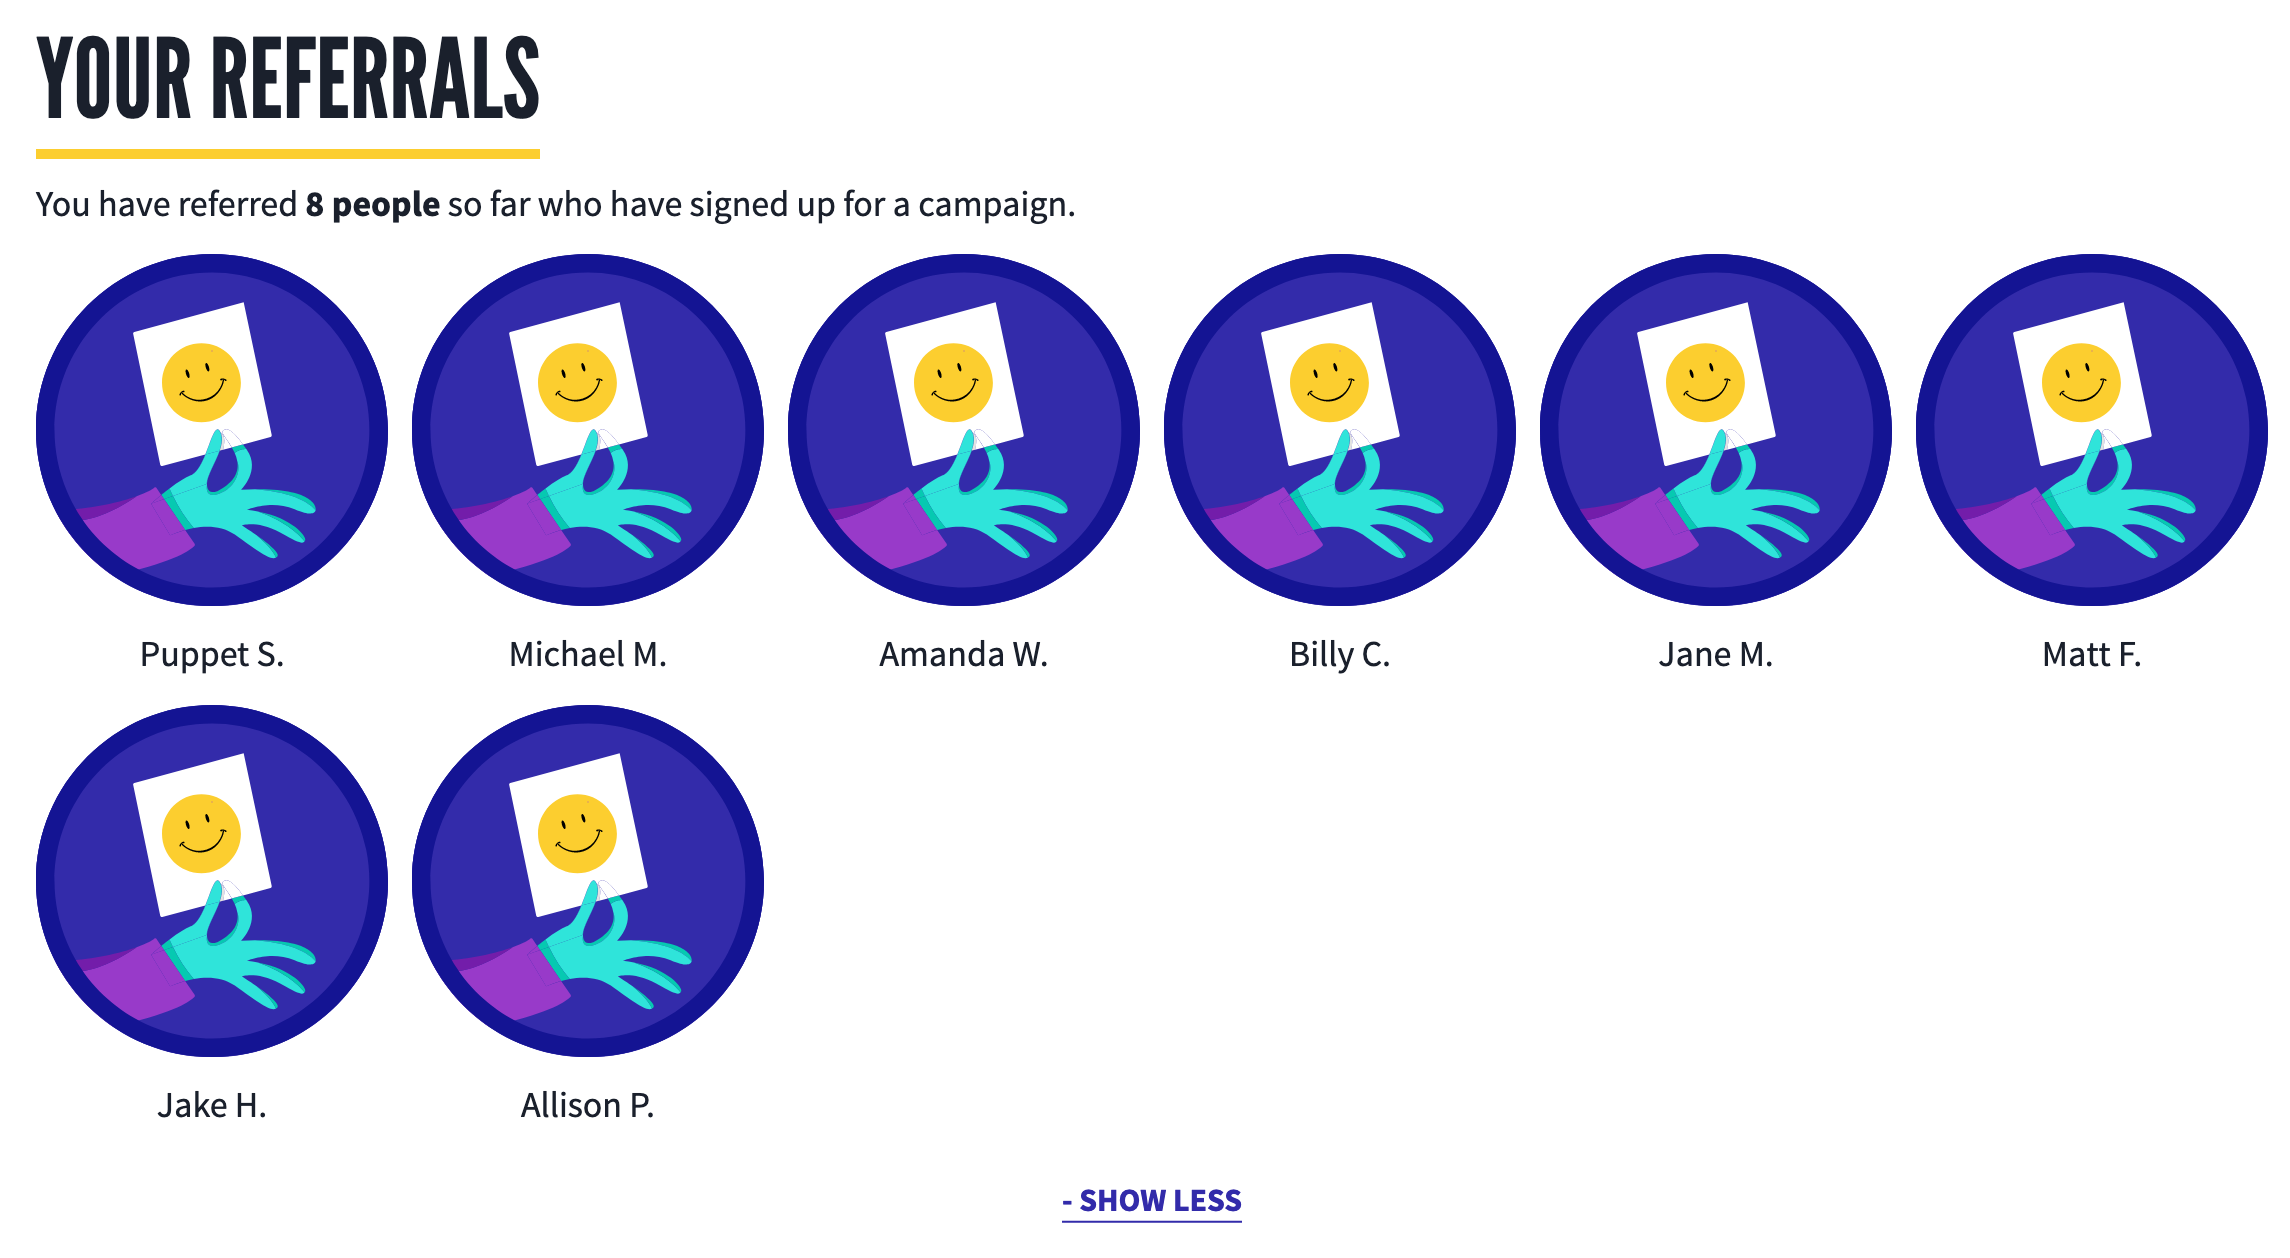 YOUR REFERRALS
You have referred 8 people so far who have signed up for a campaign.
Puppet S.
Michael M.
Amanda W.
Billy C.
Jane M.
Matt F.
Jake H.
Allison P.
- SHOW LESS